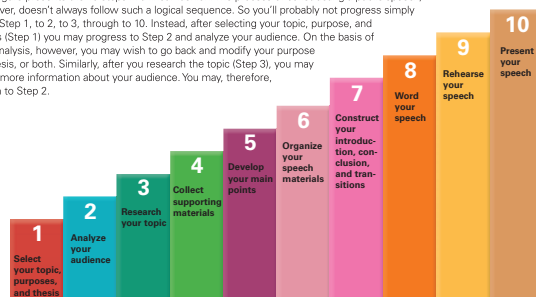 ver, doesn't always follow such a logical sequence. So you'll probably not progress simply
Step 1, to 2, to 3, through to 10. Instead, after selecting your topic, purpose, and
(Step 1) you may progress to Step 2 and analyze your audience. On the basis of
nalysis, however, you may wish to go back and modify your purpose
esis, or both. Similarly, after you research the topic (Step 3), you may
more information about your audience. You may, therefore,
n to Step 2.
1
Select
your topic,
purposes,
and thesis
2
Analyze
your
audience
3
Research
your topic
4
Collect
supporting
materials
5
Develop
your main
points
6
Organize
your
speech
materials
7
Construct
your
introduc-
tion, con-
clusion,
and tran-
sitions
8
Word
your
speech
9
Rehearse
your
speech
10
Present
your
speech